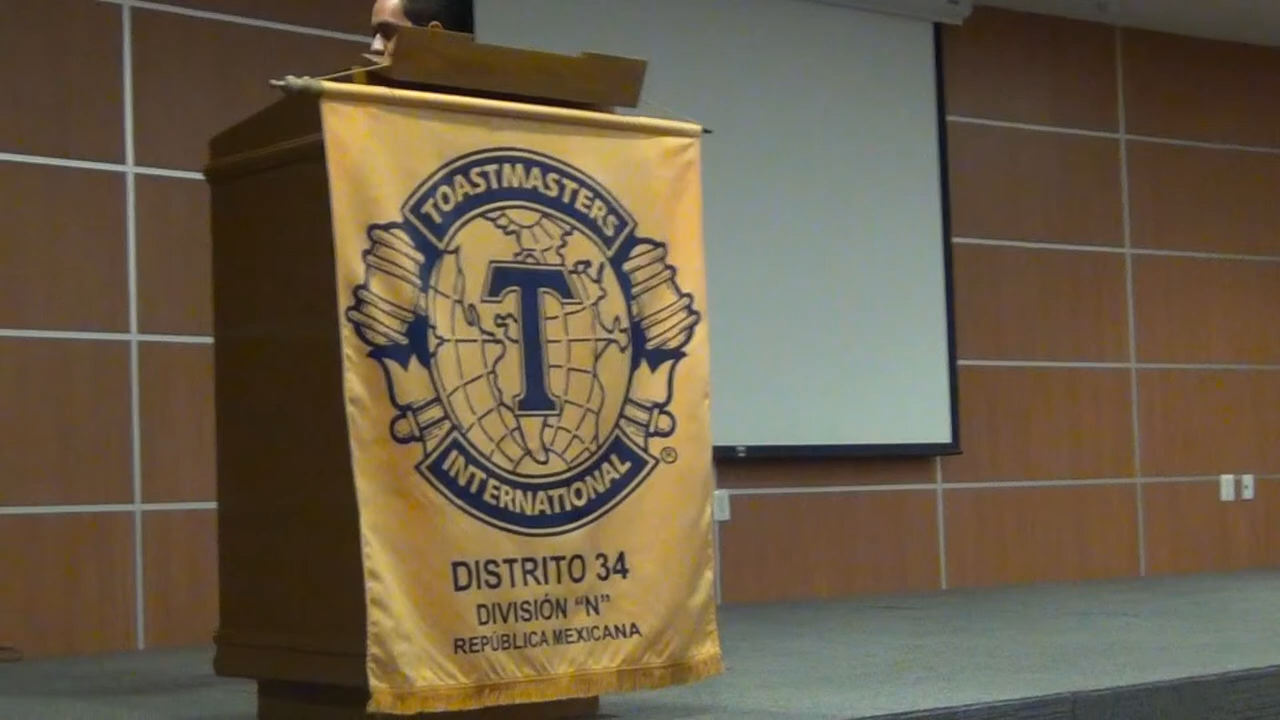 TOASTMASTERS
T
INTERNATIONAL
®
DISTRITO 34
DIVISIÓN "N"
REPÚBLICA MEXICANA